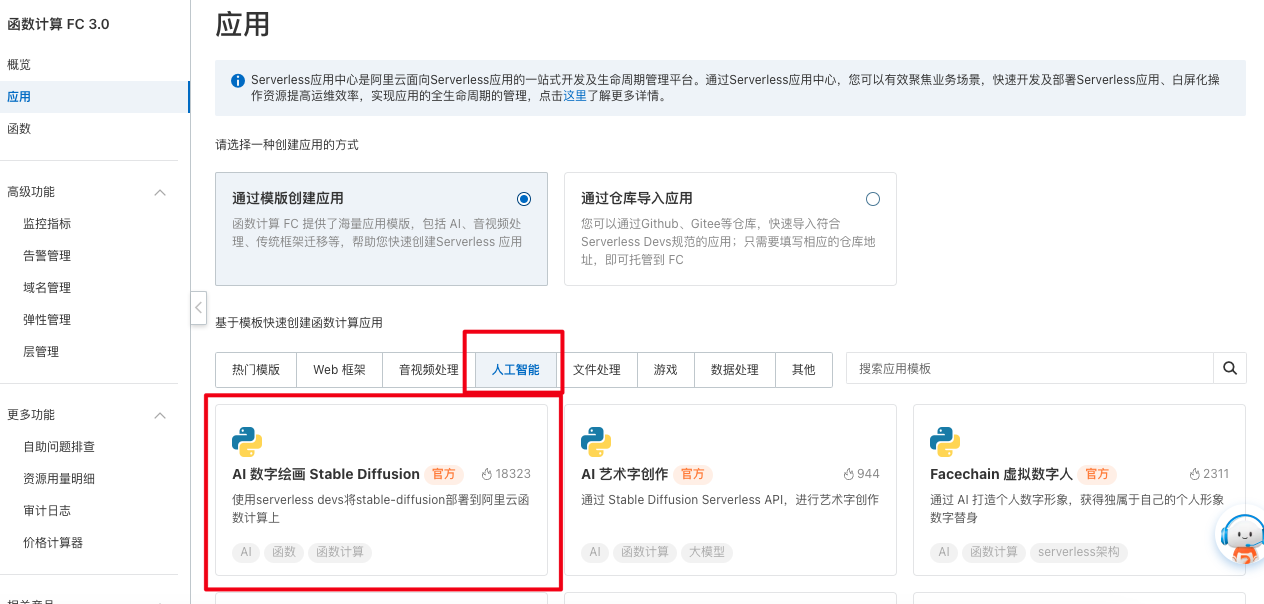 函数计算 FC 3.0
概览
应用
函数
高级功能
监控指标
告警管理
域名管理
弹性管理
层管理
更多功能
自助问题排查
资源用量明细
审计日志
价格计算器
应用
Serverless应用中心是阿里云面向Serverless应用的一站式开发及生命周期管理平台。通过Serverless应用中心，您可以有效聚焦业务场景，快速开发及部署Serverless应用、白屏化操
作资源提高运维效率，实现应用的全生命周期的管理，点击这里了解更多详情。
请选择一种创建应用的方式
通过模版创建应用
函数计算 FC 提供了海量应用模版，包括 AI、音视频处
理、传统框架迁移等，帮助您快速创建Serverless 应用
通过仓库导入应用
您可以通过Github、Gitee等仓库，快速导入符合
Serverless Devs规范的应用；只需要填写相应的仓库地
址，即可托管到 FC
基于模板快速创建函数计算应用
热门模版 Web 框架 音视频处理 人工智能 文件处理 游戏 数据处理 其他 搜索应用模板
AI 数字绘画 Stable Diffusion 官方 18323
使用serverless devs将stable-diffusion部署到阿里云函
数计算上
AI 函数 函数计算
AI 艺术字创作 官方 944
通过 Stable Diffusion Serverless API，进行艺术字创作
AI 函数计算 大模型
Facechain 虚拟数字人 官方 2311
通过 AI 打造个人数字形象，获得独属于自己的个人形象
数字替身
AI 函数计算 serverless架构